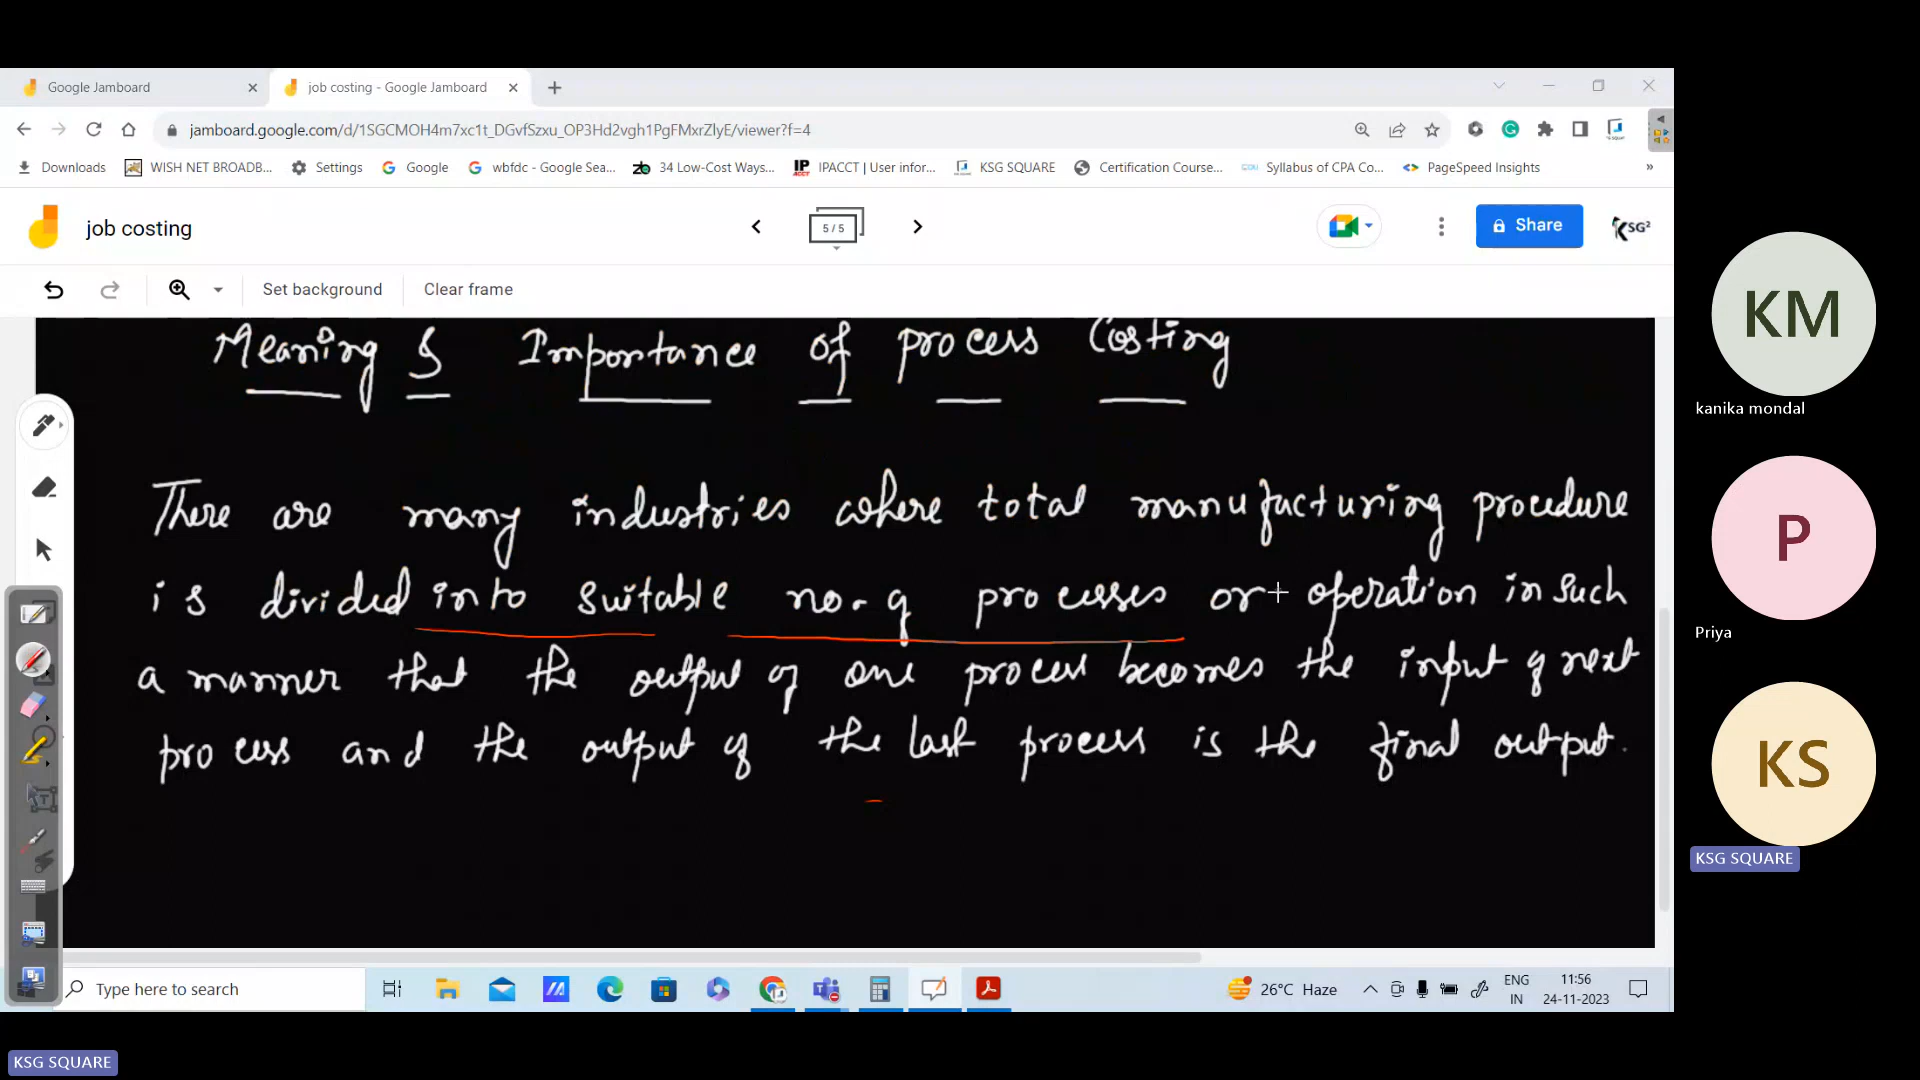 Google Jamboard
job costing - Google Jamboard
jamboard.google.com/d/1SGCMOH4m7xc1t_DGvfSzxu_OP3Hd2vgh1PgFMxrZlyE/viewer?f=4
Downloads WISH NET BROADB... Settings Google wbfdc - Google Sea... 34 Low-Cost Ways... IPACCT | User infor... KSG SQUARE Certification Course... Syllabus of CPA Co... PageSpeed Insights »
job costing 5 / 5 Share KSG²
Set background Clear frame
Meaning & Importance of process Costing
There are many industries where total manufacturing procedure
is divided into suitable no. of processes or operation in such
a manner that the output of one process becomes the input of next
process and the output of the last process is the final output.
KM
kanika mondal
P
Priya
KS
KSG SQUARE
Type here to search
26°C Haze
ENG
IN
11:56
24-11-2023
KSG SQUARE